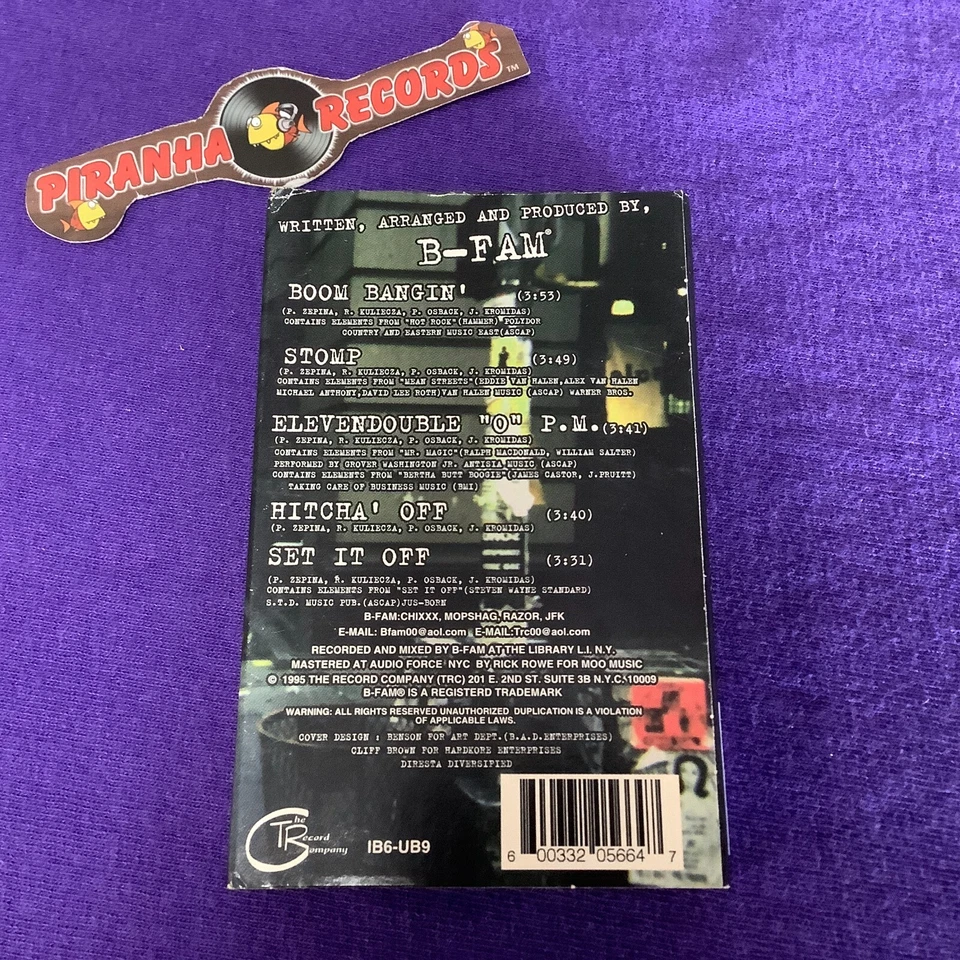 PIRANHA RECORDS™
WRITTEN, ARRANGED AND PRODUCED BY,
B-FAM®
BOOM BANGIN' (3:53)
(P. ZEPINA, R. KULIECZA, P. OSBACK, J. KROMIDAS)
CONTAINS ELEMENTS FROM "HOT ROCK"(HAMMER) POLYDOR
COUNTRY AND EASTERN MUSIC EAST(ASCAP)
STOMP (3:49)
(P. ZEPINA, R. KULIECZA, P. OSBACK, J. KROMIDAS)
CONTAINS ELEMENTS FROM "MEAN STREETS"(EDDIE VAN HALEN,ALEX VAN HALEN
MICHAEL ANTHONY,DAVID LEE ROTH)VAN HALEN MUSIC (ASCAP) WARNER BROS.
ELEVENDOUBLE "O" P.M.(3:41)
(P. ZEPINA, R. KULIECZA, P. OSBACK, J. KROMIDAS)
CONTAINS ELEMENTS FROM "MR. MAGIC"(RALPH MACDONALD, WILLIAM SALTER)
PERFORMED BY GROVER WASHINGTON JR. ANTISIA MUSIC (ASCAP)
CONTAINS ELEMENTS FROM "BERTHA BUTT BOOGIE"(JAMES CASTOR, J.PRUITT)
TAKING CARE OF BUSINESS MUSIC (BMI)
HITCHA' OFF (3:40)
(P. ZEPINA, R. KULIECZA, P. OSBACK, J. KROMIDAS)
SET IT OFF (3:31)
(P. ZEPINA, R. KULIECZA, P. OSBACK, J. KROMIDAS)
CONTAINS ELEMENTS FROM "SET IT OFF"(STEVEN WAYNE STANDARD)
S.T.D. MUSIC PUB.(ASCAP)JUS-BORN
B-FAM:CHIXXX, MOPSHAG, RAZOR, JFK
E-MAIL: Bfam00@aol.com E-MAIL:Trc00@aol.com
RECORDED AND MIXED BY B-FAM AT THE LIBRARY L.I. N.Y.
MASTERED AT AUDIO FORCE NYC BY RICK ROWE FOR MOO MUSIC
© 1995 THE RECORD COMPANY (TRC) 201 E. 2ND ST. SUITE 3B N.Y.C. 10009
B-FAM® IS A REGISTERD TRADEMARK
WARNING: ALL RIGHTS RESERVED UNAUTHORIZED DUPLICATION IS A VIOLATION
OF APPLICABLE LAWS.
COVER DESIGN : BENSON FOR ART DEPT.(B.A.D.ENTERPRISES)
CLIFF BROWN FOR HARDKORE ENTERPRISES
DIRESTA DIVERSIFIED
The
Record
Company
IB6-UB9
6 00332 05664 7